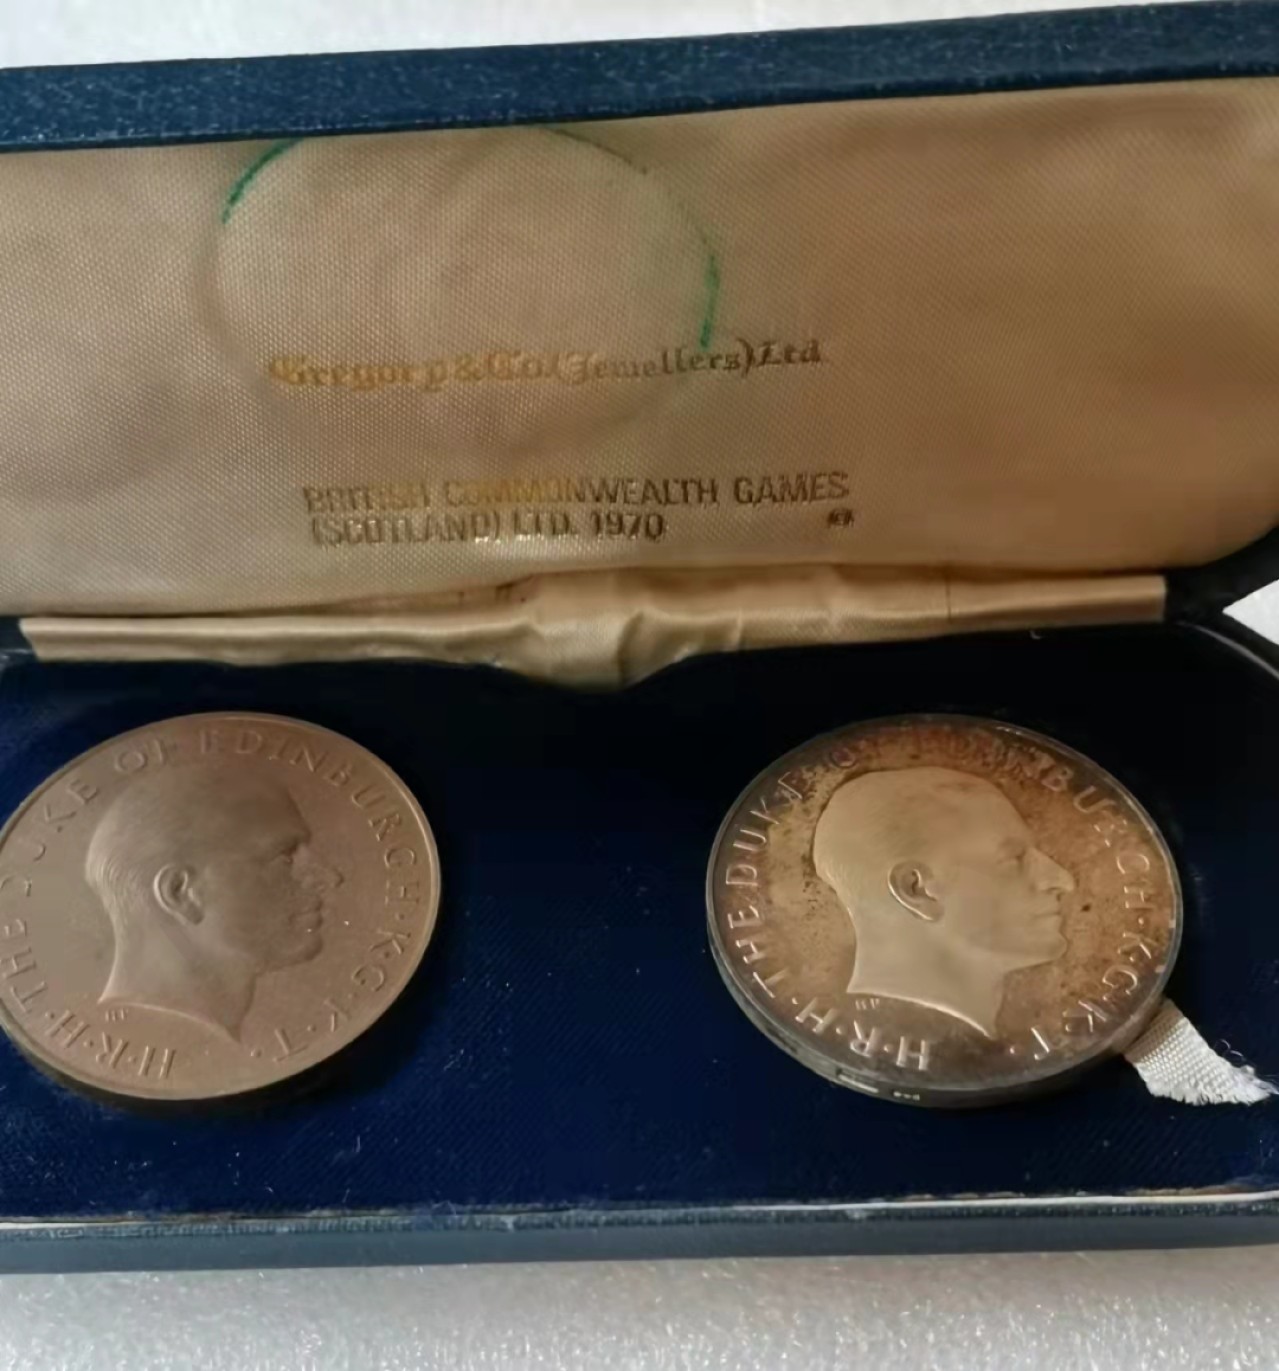 Gregory & Co. (Jewellers) Ltd
BRITISH COMMONWEALTH GAMES
(SCOTLAND) LTD. 1970 ©
H·R·H·THE DUKE OF EDINBURGH·K·G·K·T·
H·R·H·THE DUKE OF EDINBURGH·K·G·K·T·